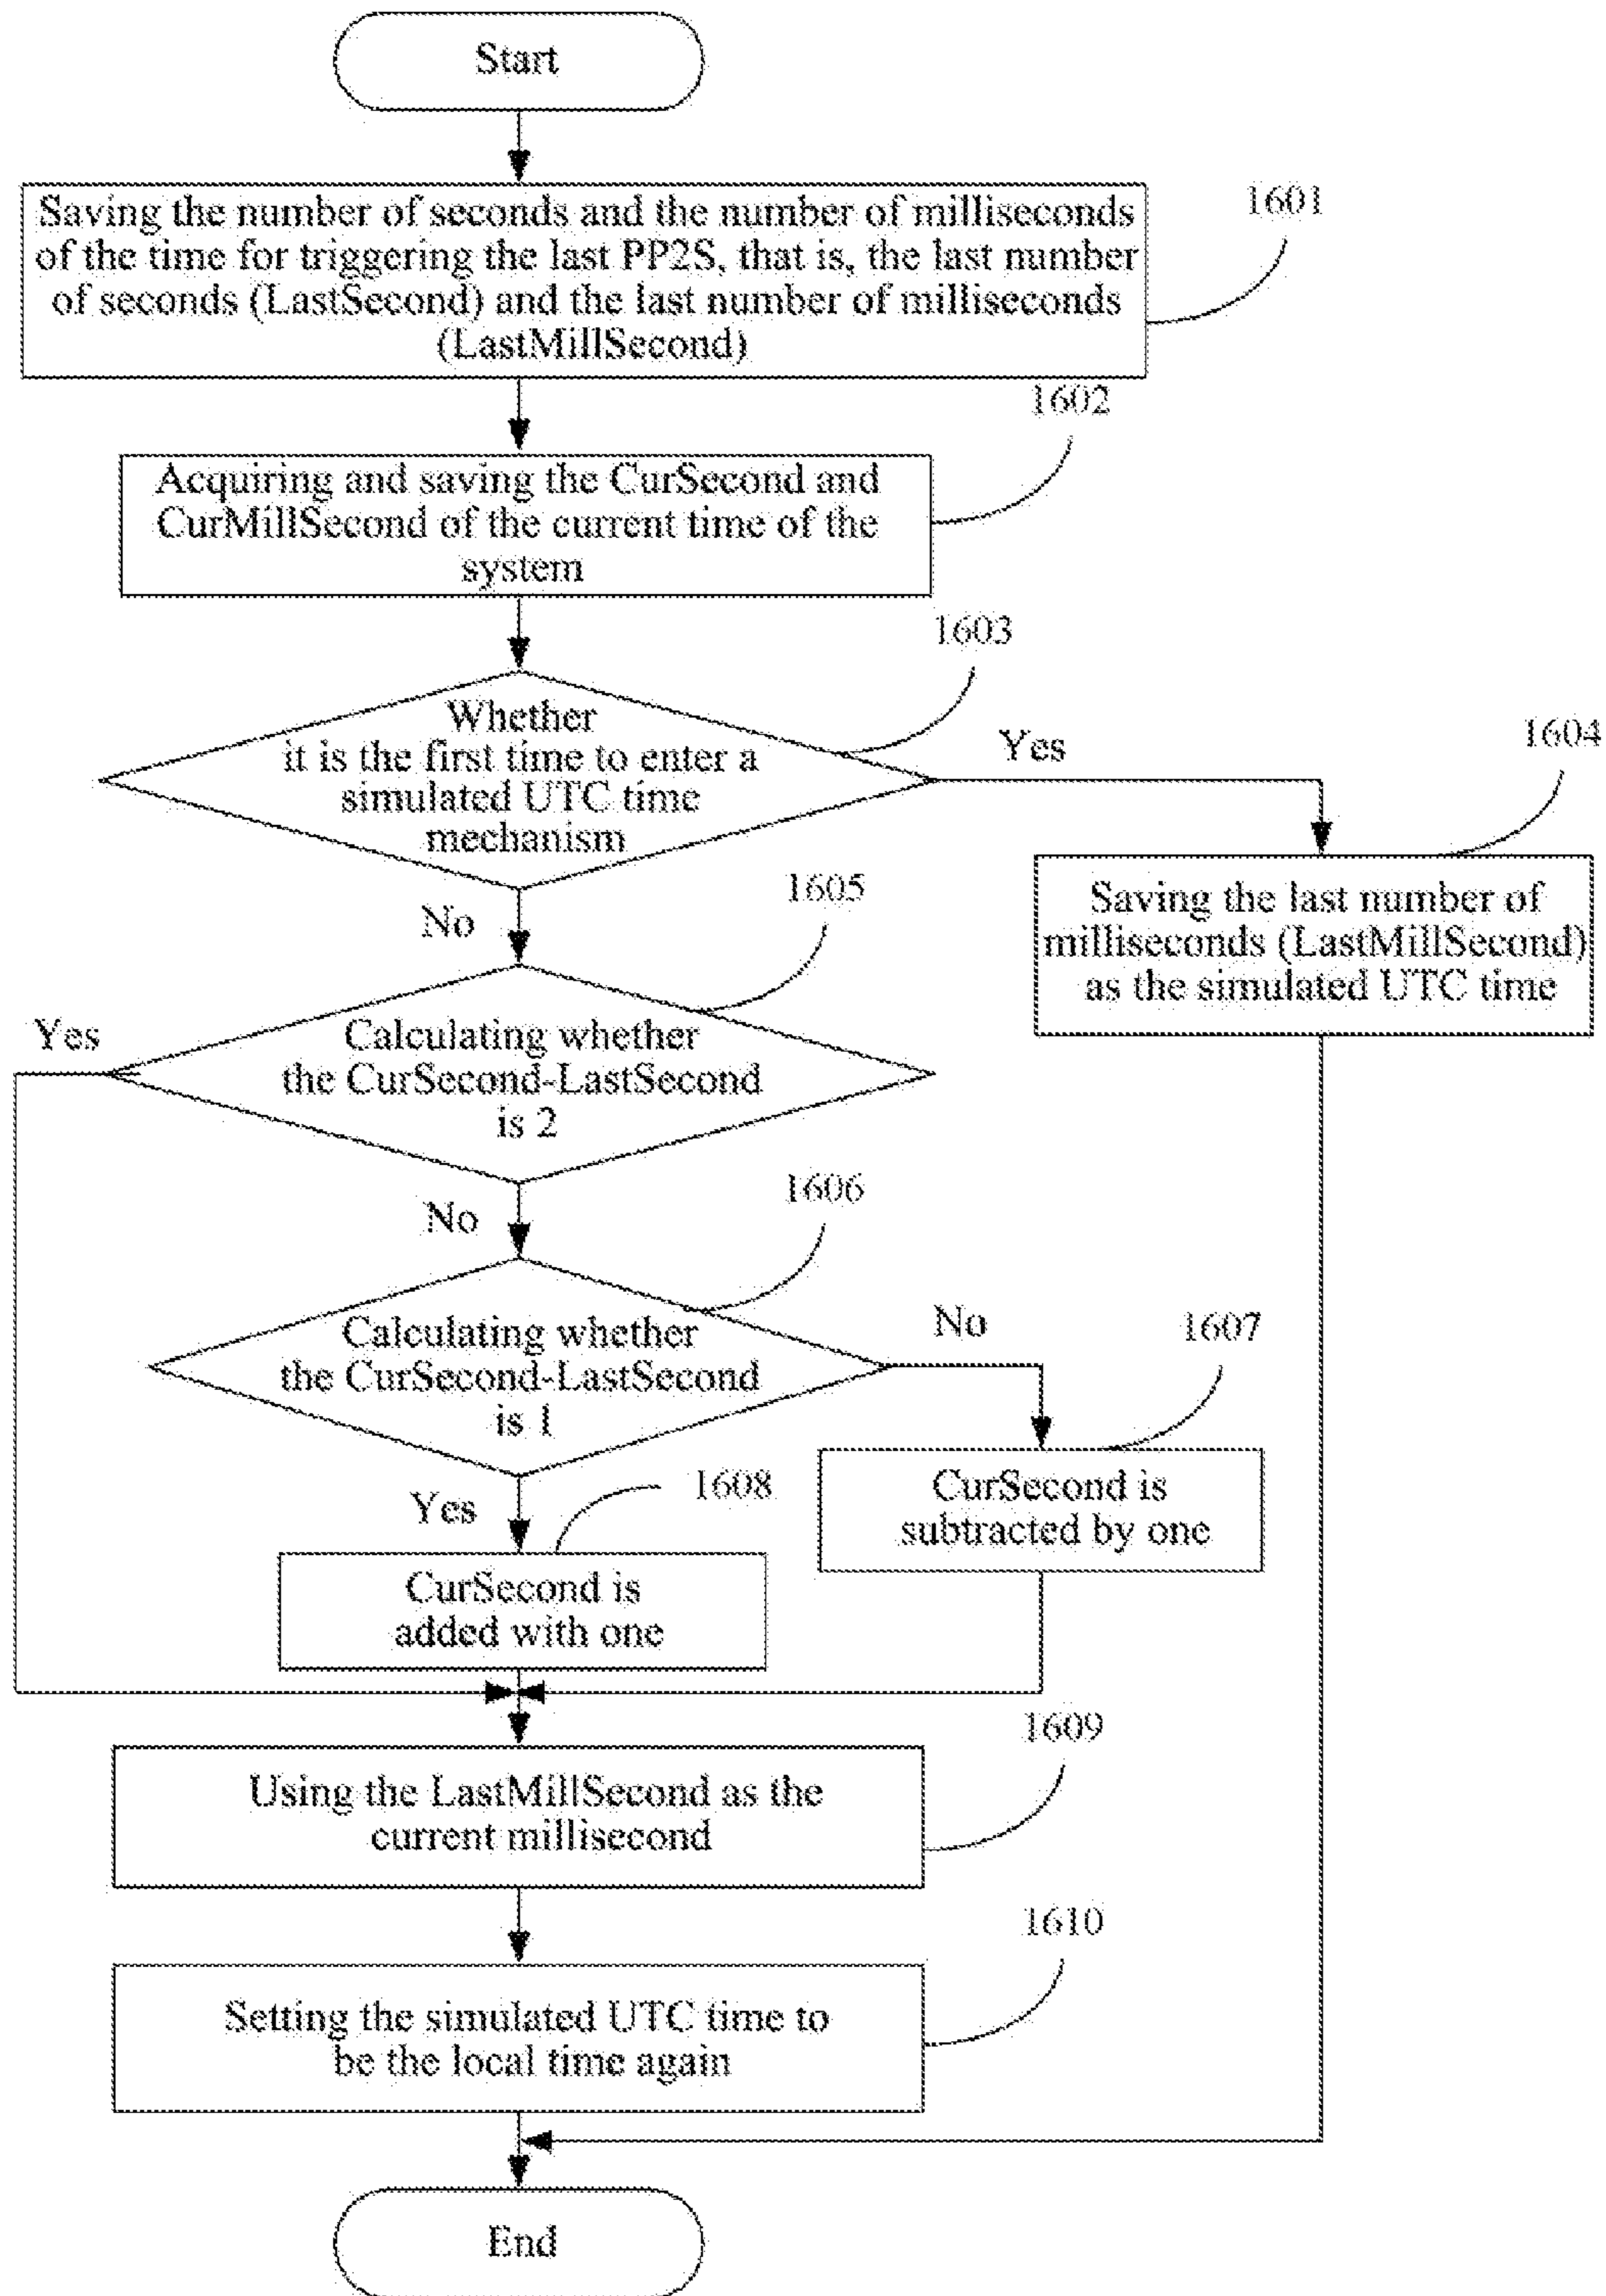 Start
Saving the number of seconds and the number of milliseconds
of the time for triggering the last PP2S, that is, the last number
of seconds (LastSecond) and the last number of milliseconds
(LastMillSecond)
1601
1602
Acquiring and saving the CurSecond and
CurMillSecond of the current time of the
system
1603
Whether
it is the first time to enter a
simulated UTC time
mechanism
Yes
1604
No
Saving the last number of
milliseconds (LastMillSecond)
as the simulated UTC time
1605
Yes
Calculating whether
the CurSecond-LastSecond
is 2
No
1606
Calculating whether
the CurSecond-LastSecond
is 1
No
1607
CurSecond is
subtracted by one
Yes
1608
CurSecond is
added with one
1609
Using the LastMillSecond as the
current millisecond
1610
Setting the simulated UTC time to
be the local time again
End